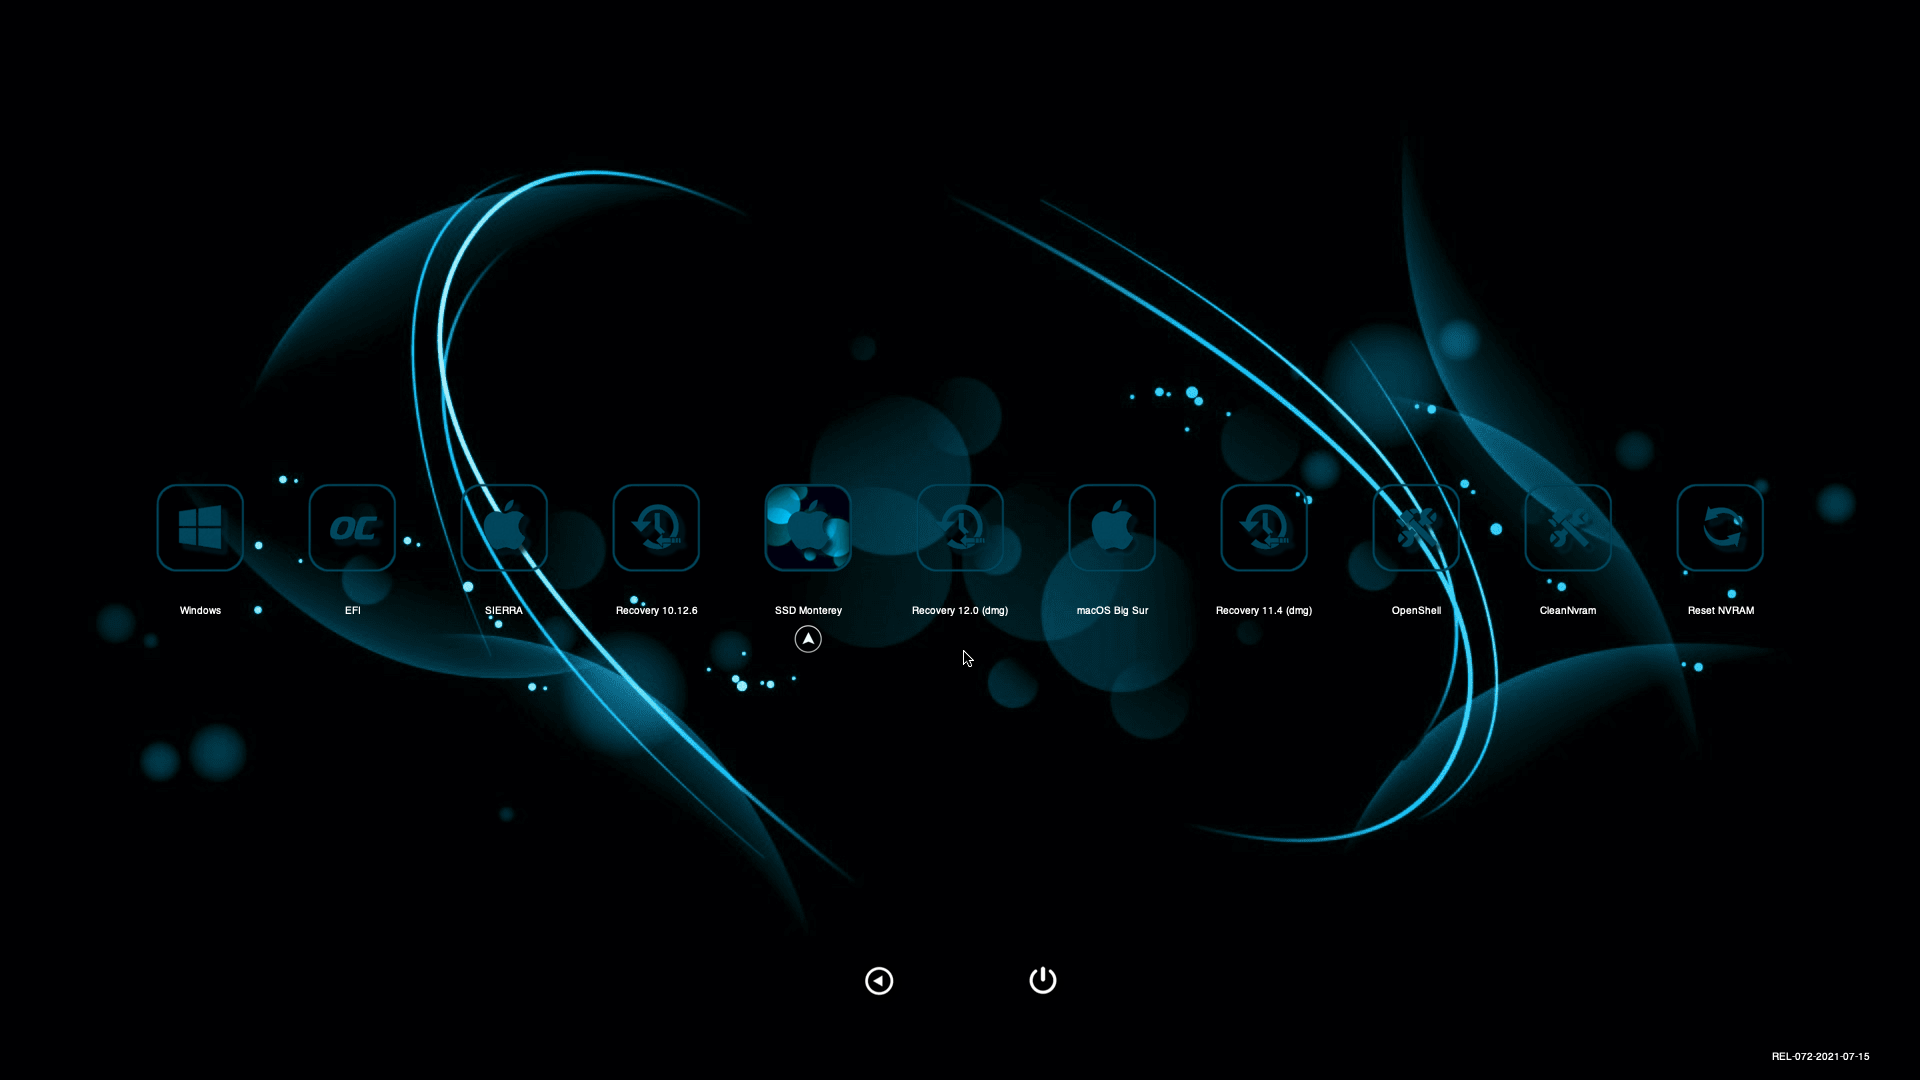 OC
Windows
EFI
SIERRA
Recovery 10.12.6
SSD Monterey
Recovery 12.0 (dmg)
macOS Big Sur
Recovery 11.4 (dmg)
OpenShell
CleanNvram
Reset NVRAM
REL-072-2021-07-15